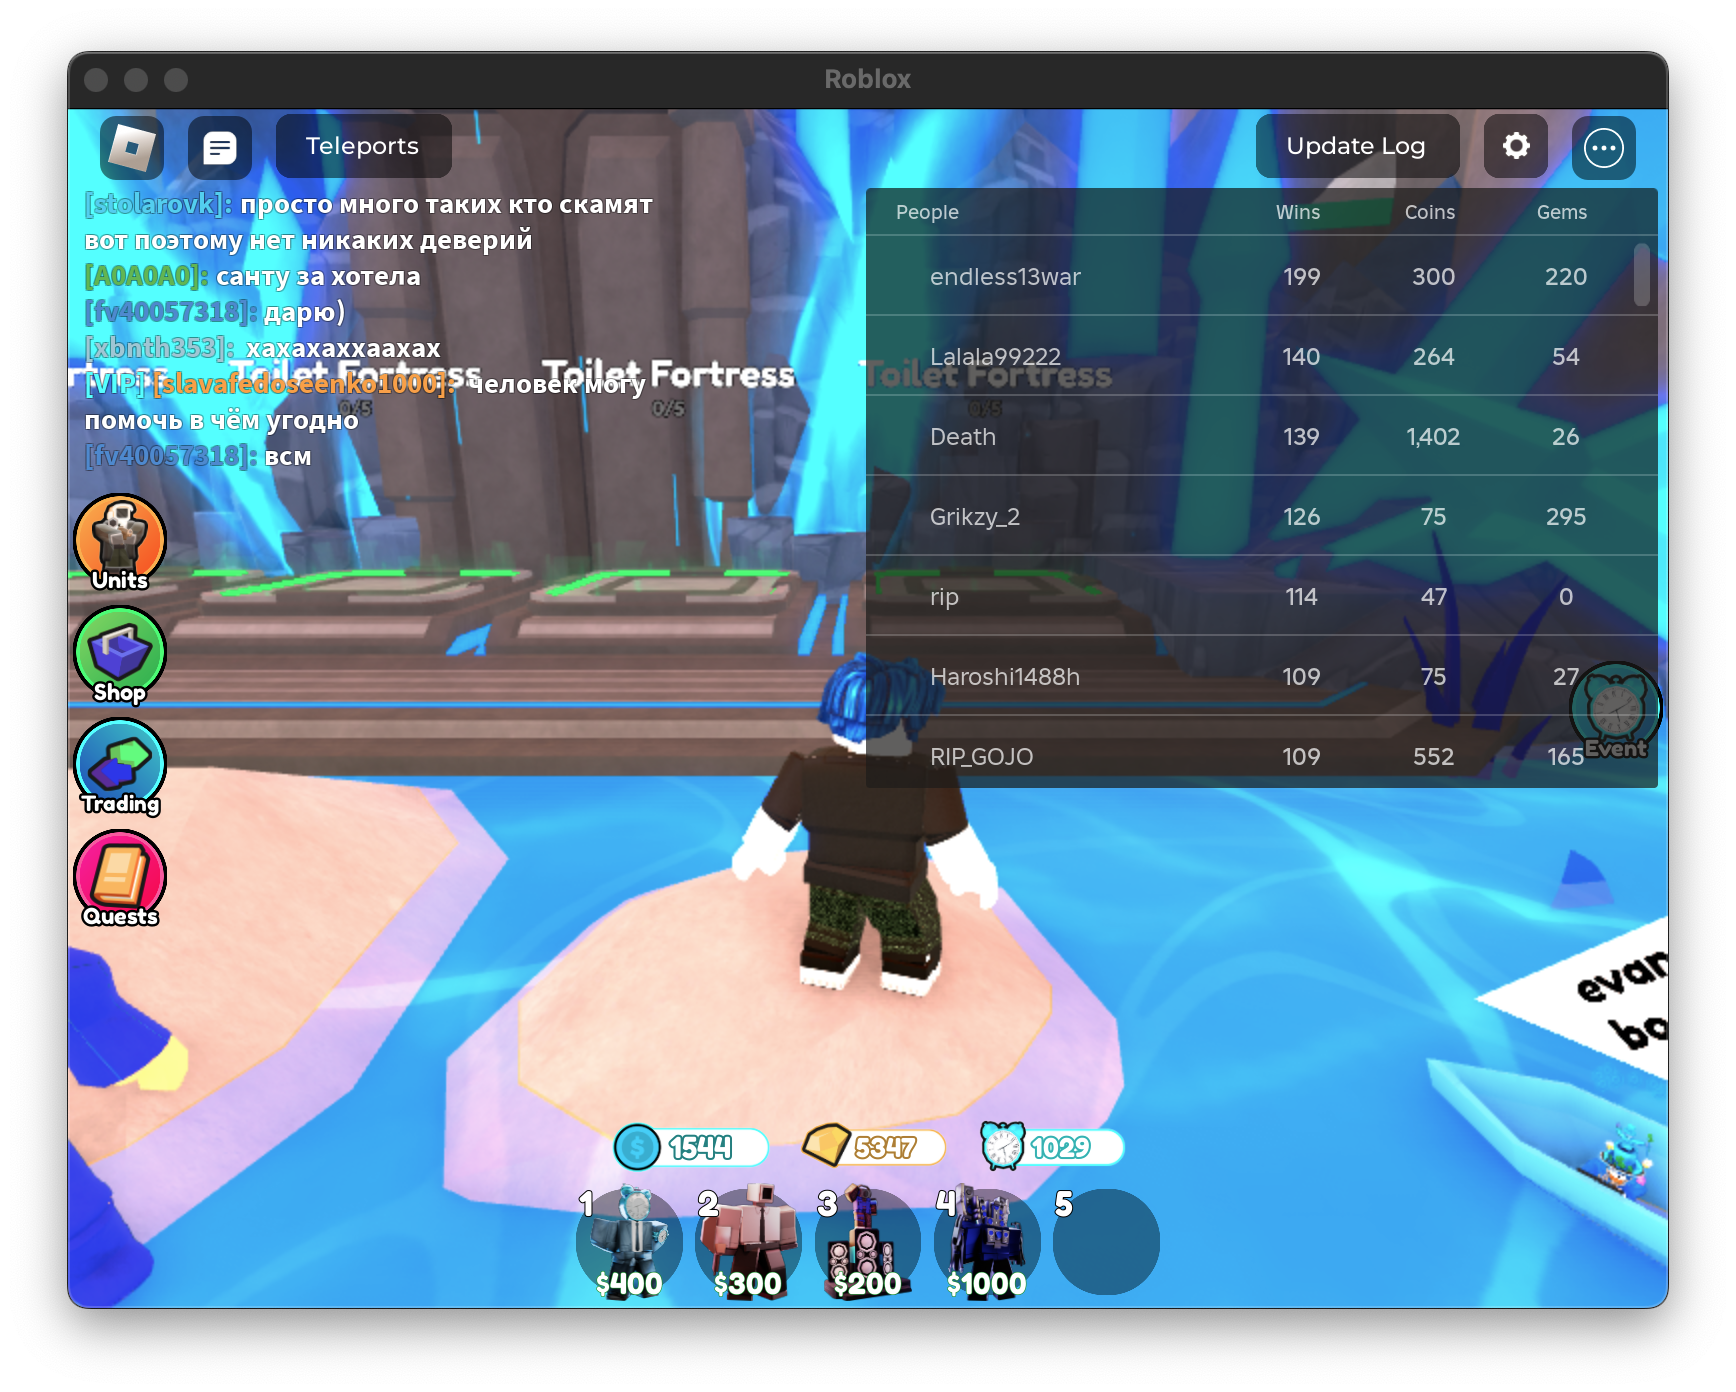 Roblox
Teleports
Update Log
[stolarovk]: просто много таких кто скамят
вот поэтому нет никаких деверий
[A0A0A0]: санту за хотела
[fv40057318]: дарю)
[xbnth353]: хахахаххаахах
[VIP] [slavafedoseenko1000]: человек могу
помочь в чём угодно
[fv40057318]: всм
Toilet Fortress
0/5
Toilet Fortress
0/5
Toilet Fortress
0/5
People Wins Coins Gems
endless13war 199 300 220
Lalala99222 140 264 54
Death 139 1,402 26
Grikzy_2 126 75 295
rip 114 47 0
Haroshi1488h 109 75 27
RIP_GOJO 109 552 165
Event
Units
Shop
Trading
Quests
1544 5347 1029
1 2 3 4 5
$400 $300 $200 $1000